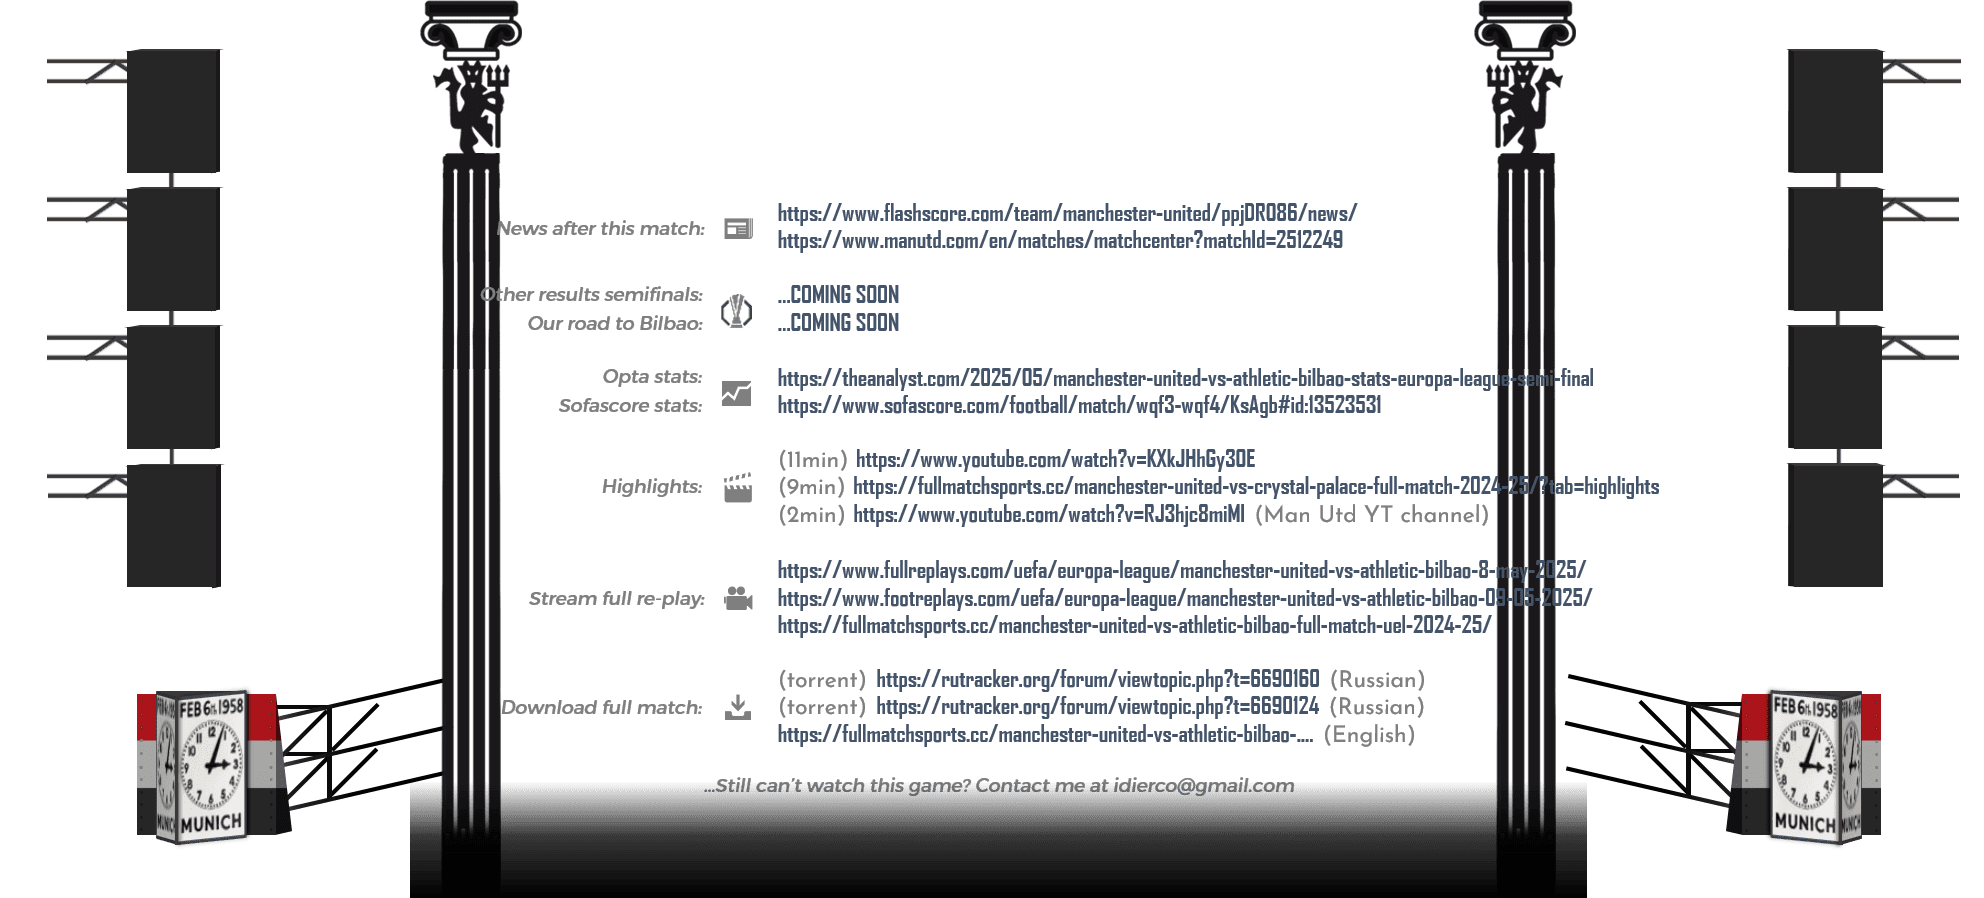 News after this match:
https://www.flashscore.com/team/manchester-united/ppjDR086/news/
https://www.manutd.com/en/matches/matchcenter?matchId=2512249
Other results semifinals:
...COMING SOON
Our road to Bilbao:
...COMING SOON
Opta stats:
https://theanalyst.com/2025/05/manchester-united-vs-athletic-bilbao-stats-europa-league-semi-final
Sofascore stats:
https://www.sofascore.com/football/match/wqf3-wqf4/KsAgb#id:13523531
Highlights:
(11min) https://www.youtube.com/watch?v=KXkJHhGy30E
(9min) https://fullmatchsports.cc/manchester-united-vs-crystal-palace-full-match-2024-25/?tab=highlights
(2min) https://www.youtube.com/watch?v=RJ3hjc8miMI (Man Utd YT channel)
Stream full re-play:
https://www.fullreplays.com/uefa/europa-league/manchester-united-vs-athletic-bilbao-8-may-2025/
https://www.footreplays.com/uefa/europa-league/manchester-united-vs-athletic-bilbao-09-05-2025/
https://fullmatchsports.cc/manchester-united-vs-athletic-bilbao-full-match-uel-2024-25/
Download full match:
(torrent) https://rutracker.org/forum/viewtopic.php?t=6690160 (Russian)
(torrent) https://rutracker.org/forum/viewtopic.php?t=6690124 (Russian)
https://fullmatchsports.cc/manchester-united-vs-athletic-bilbao-.... (English)
...Still can't watch this game? Contact me at idierco@gmail.com
FEB 6th 1958
MUNICH
FEB 6th 1958
MUNICH